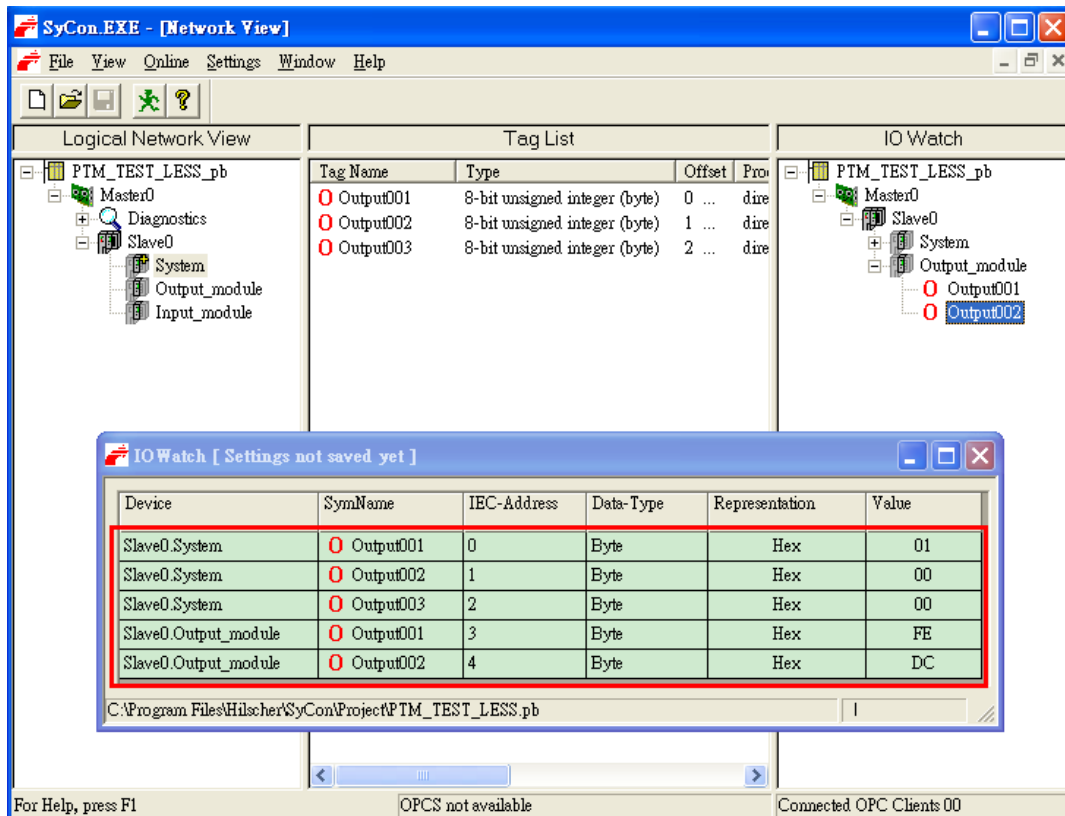 SyCon.EXE - [Network View]
File View Online Settings Window Help
Logical Network View
Tag List
IO Watch
PTM_TEST_LESS_pb
Master0
Diagnostics
Slave0
System
Output_module
Input_module
Tag Name Type Offset
Output001 8-bit unsigned integer (byte) 0 ... dire
Output002 8-bit unsigned integer (byte) 1 ... dire
Output003 8-bit unsigned integer (byte) 2 ... dire
PTM_TEST_LESS_pb
Master0
Slave0
System
Output_module
Output001
Output002
IOWatch [ Settings not saved yet ]
Device SymName IEC-Address Data-Type Representation Value
Slave0.System Output001 0 Byte Hex 01
Slave0.System Output002 1 Byte Hex 00
Slave0.System Output003 2 Byte Hex 00
Slave0.Output_module Output001 3 Byte Hex FE
Slave0.Output_module Output002 4 Byte Hex DC
C:\Program Files\Hilscher\SyCon\Project\PTM_TEST_LESS.pb
For Help, press F1 OPCS not available Connected OPC Clients 00